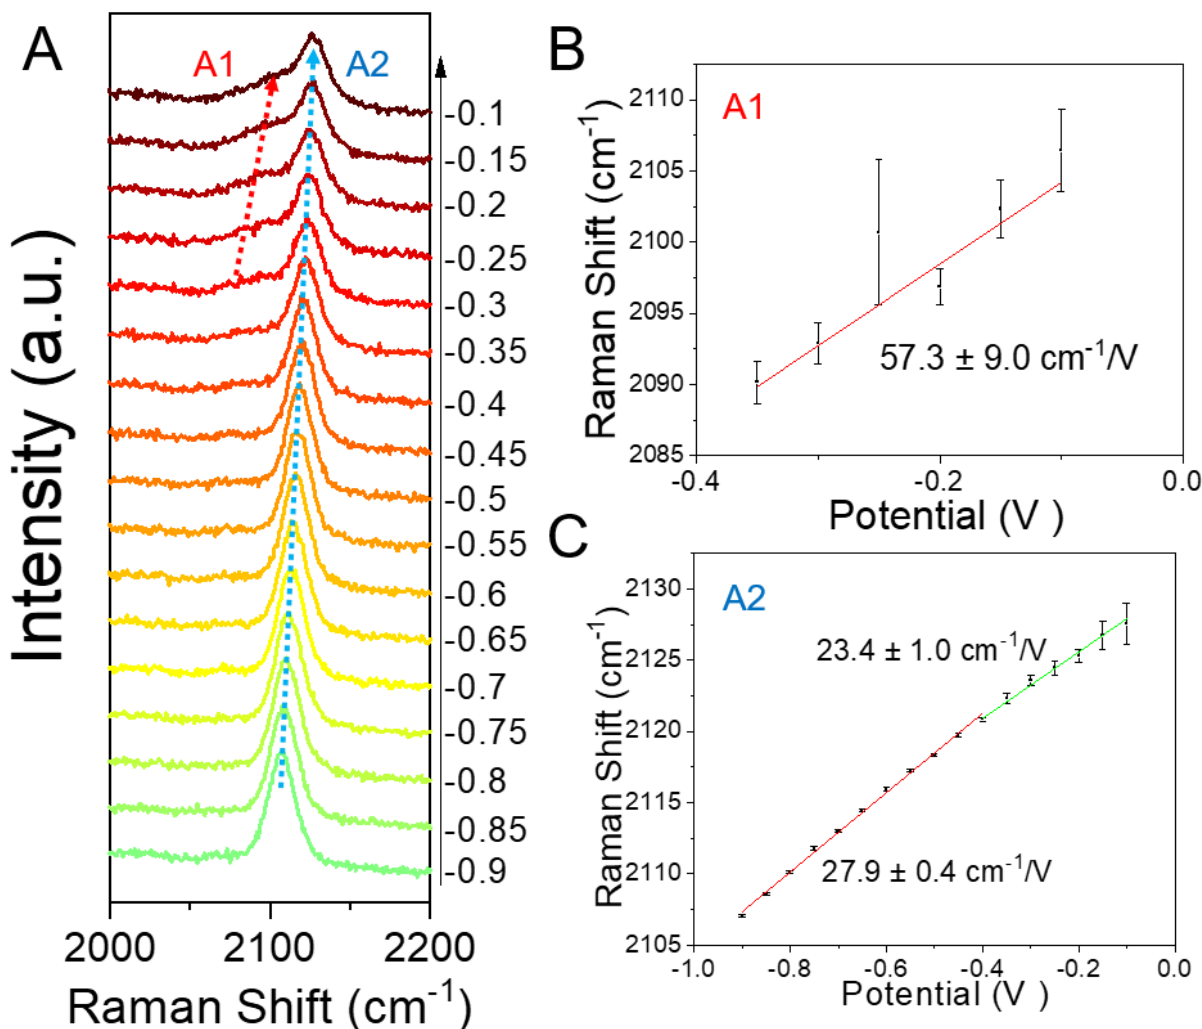 A
A1
A2
-0.1
-0.15
-0.2
-0.25
-0.3
-0.35
-0.4
-0.45
-0.5
-0.55
-0.6
-0.65
-0.7
-0.75
-0.8
-0.85
-0.9
Intensity (a.u.)
2000
2100
2200
Raman Shift (cm⁻¹)
B
A1
2110
2105
2100
2095
2090
2085
Raman Shift (cm⁻¹)
57.3 ± 9.0 cm⁻¹/V
-0.4
-0.2
0.0
Potential (V )
C
A2
2130
2125
2120
2115
2110
2105
Raman Shift (cm⁻¹)
23.4 ± 1.0 cm⁻¹/V
27.9 ± 0.4 cm⁻¹/V
-1.0
-0.8
-0.6
-0.4
-0.2
0.0
Potential (V )